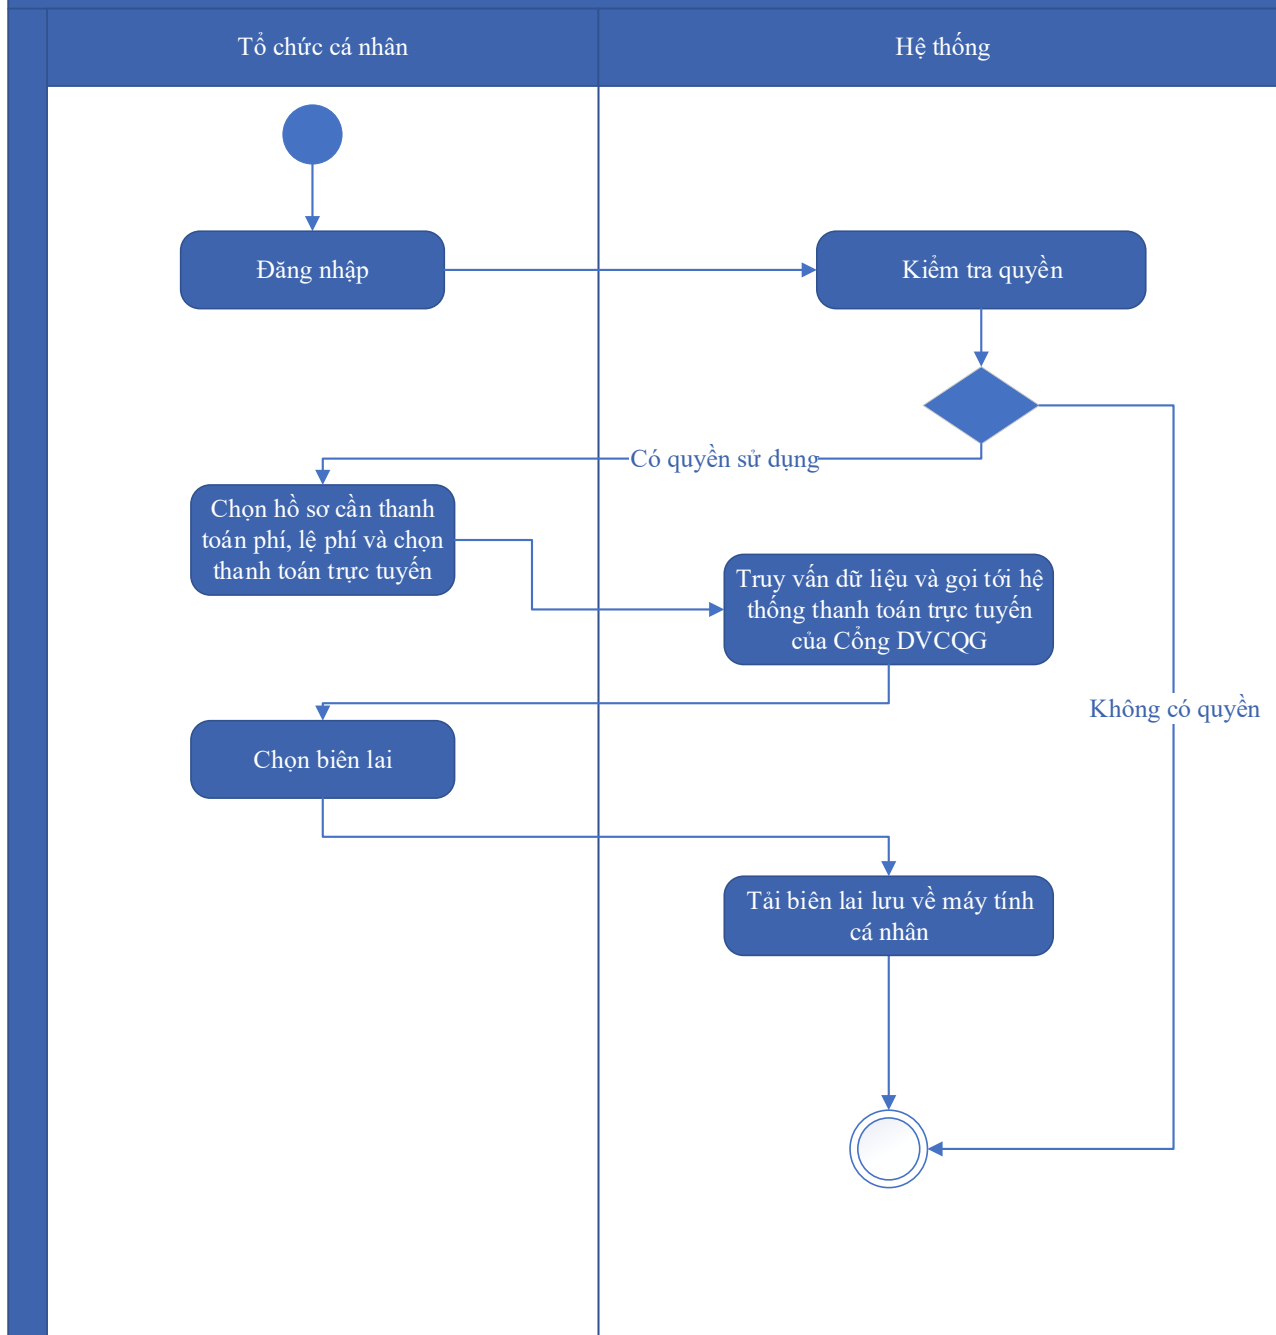 Tổ chức cá nhân
Hệ thống
Đăng nhập
Kiểm tra quyền
Có quyền sử dụng
Chọn hồ sơ cần thanh
toán phí, lệ phí và chọn
thanh toán trực tuyến
Truy vấn dữ liệu và gọi tới hệ
thống thanh toán trực tuyến
của Cổng DVCQG
Không có quyền
Chọn biên lai
Tải biên lai lưu về máy tính
cá nhân